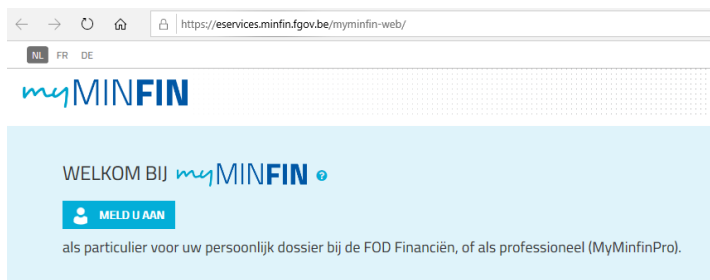 https://eservices.minfin.fgov.be/myminfin-web/
NL FR DE
myMINFIN
WELKOM BIJ myMINFIN ?
MELD U AAN
als particulier voor uw persoonlijk dossier bij de FOD Financiën, of als professioneel (MyMinfinPro).